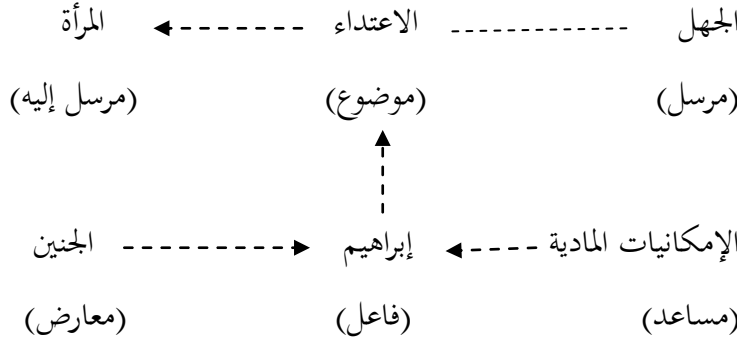 الجهل الاعتداء المرأة
(مرسل) (موضوع) (مرسل إليه)
الإمكانيات المادية إبراهيم الجنين
(مساعد) (فاعل) (معارض)